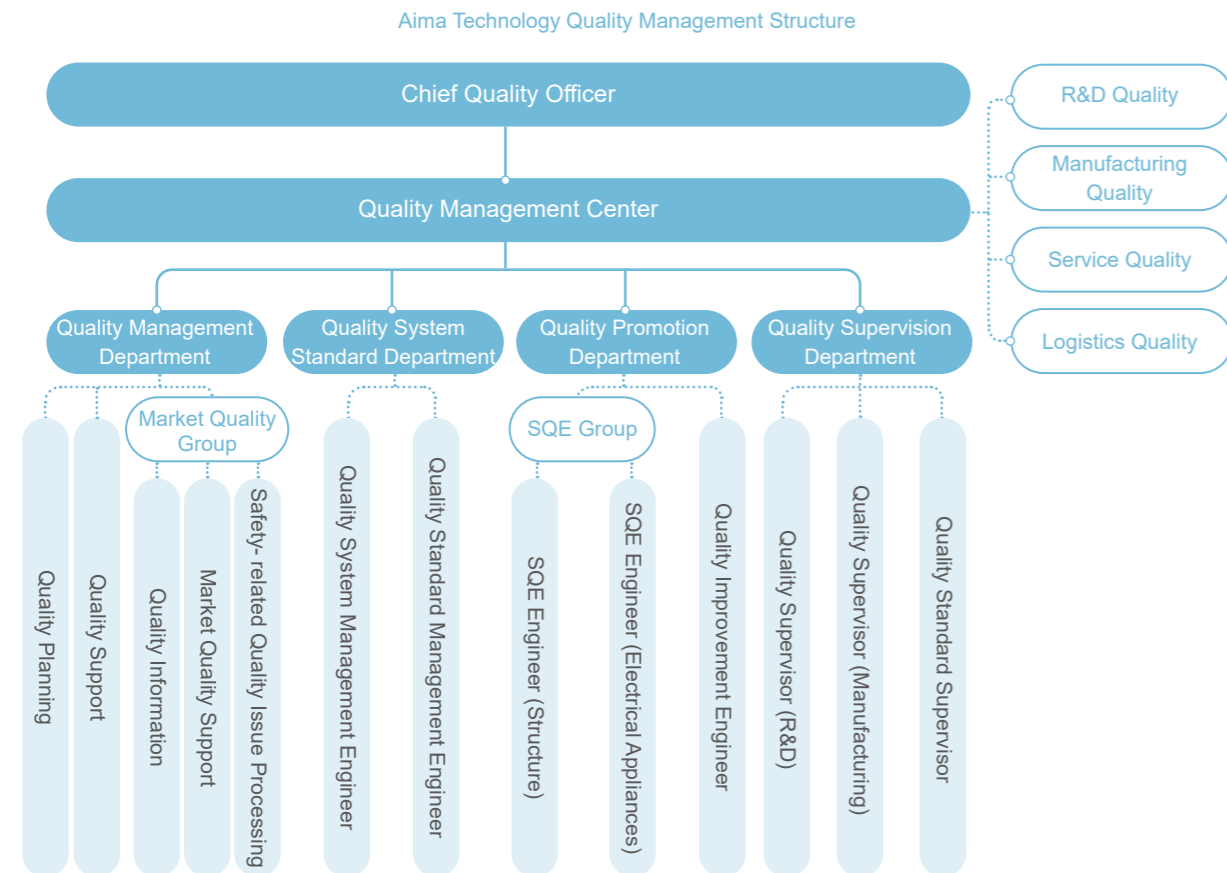 Aima Technology Quality Management Structure
Chief Quality Officer
Quality Management Center
R&D Quality
Manufacturing
Quality
Service Quality
Logistics Quality
Quality Management
Department
Quality System
Standard Department
Quality Promotion
Department
Quality Supervision
Department
Market Quality
Group
SQE Group
Quality Planning
Quality Support
Quality Information
Market Quality Support
Safety- related Quality Issue Processing
Quality System Management Engineer
Quality Standard Management Engineer
SQE Engineer (Structure)
SQE Engineer (Electrical Appliances)
Quality Improvement Engineer
Quality Supervisor (R&D)
Quality Supervisor (Manufacturing)
Quality Standard Supervisor